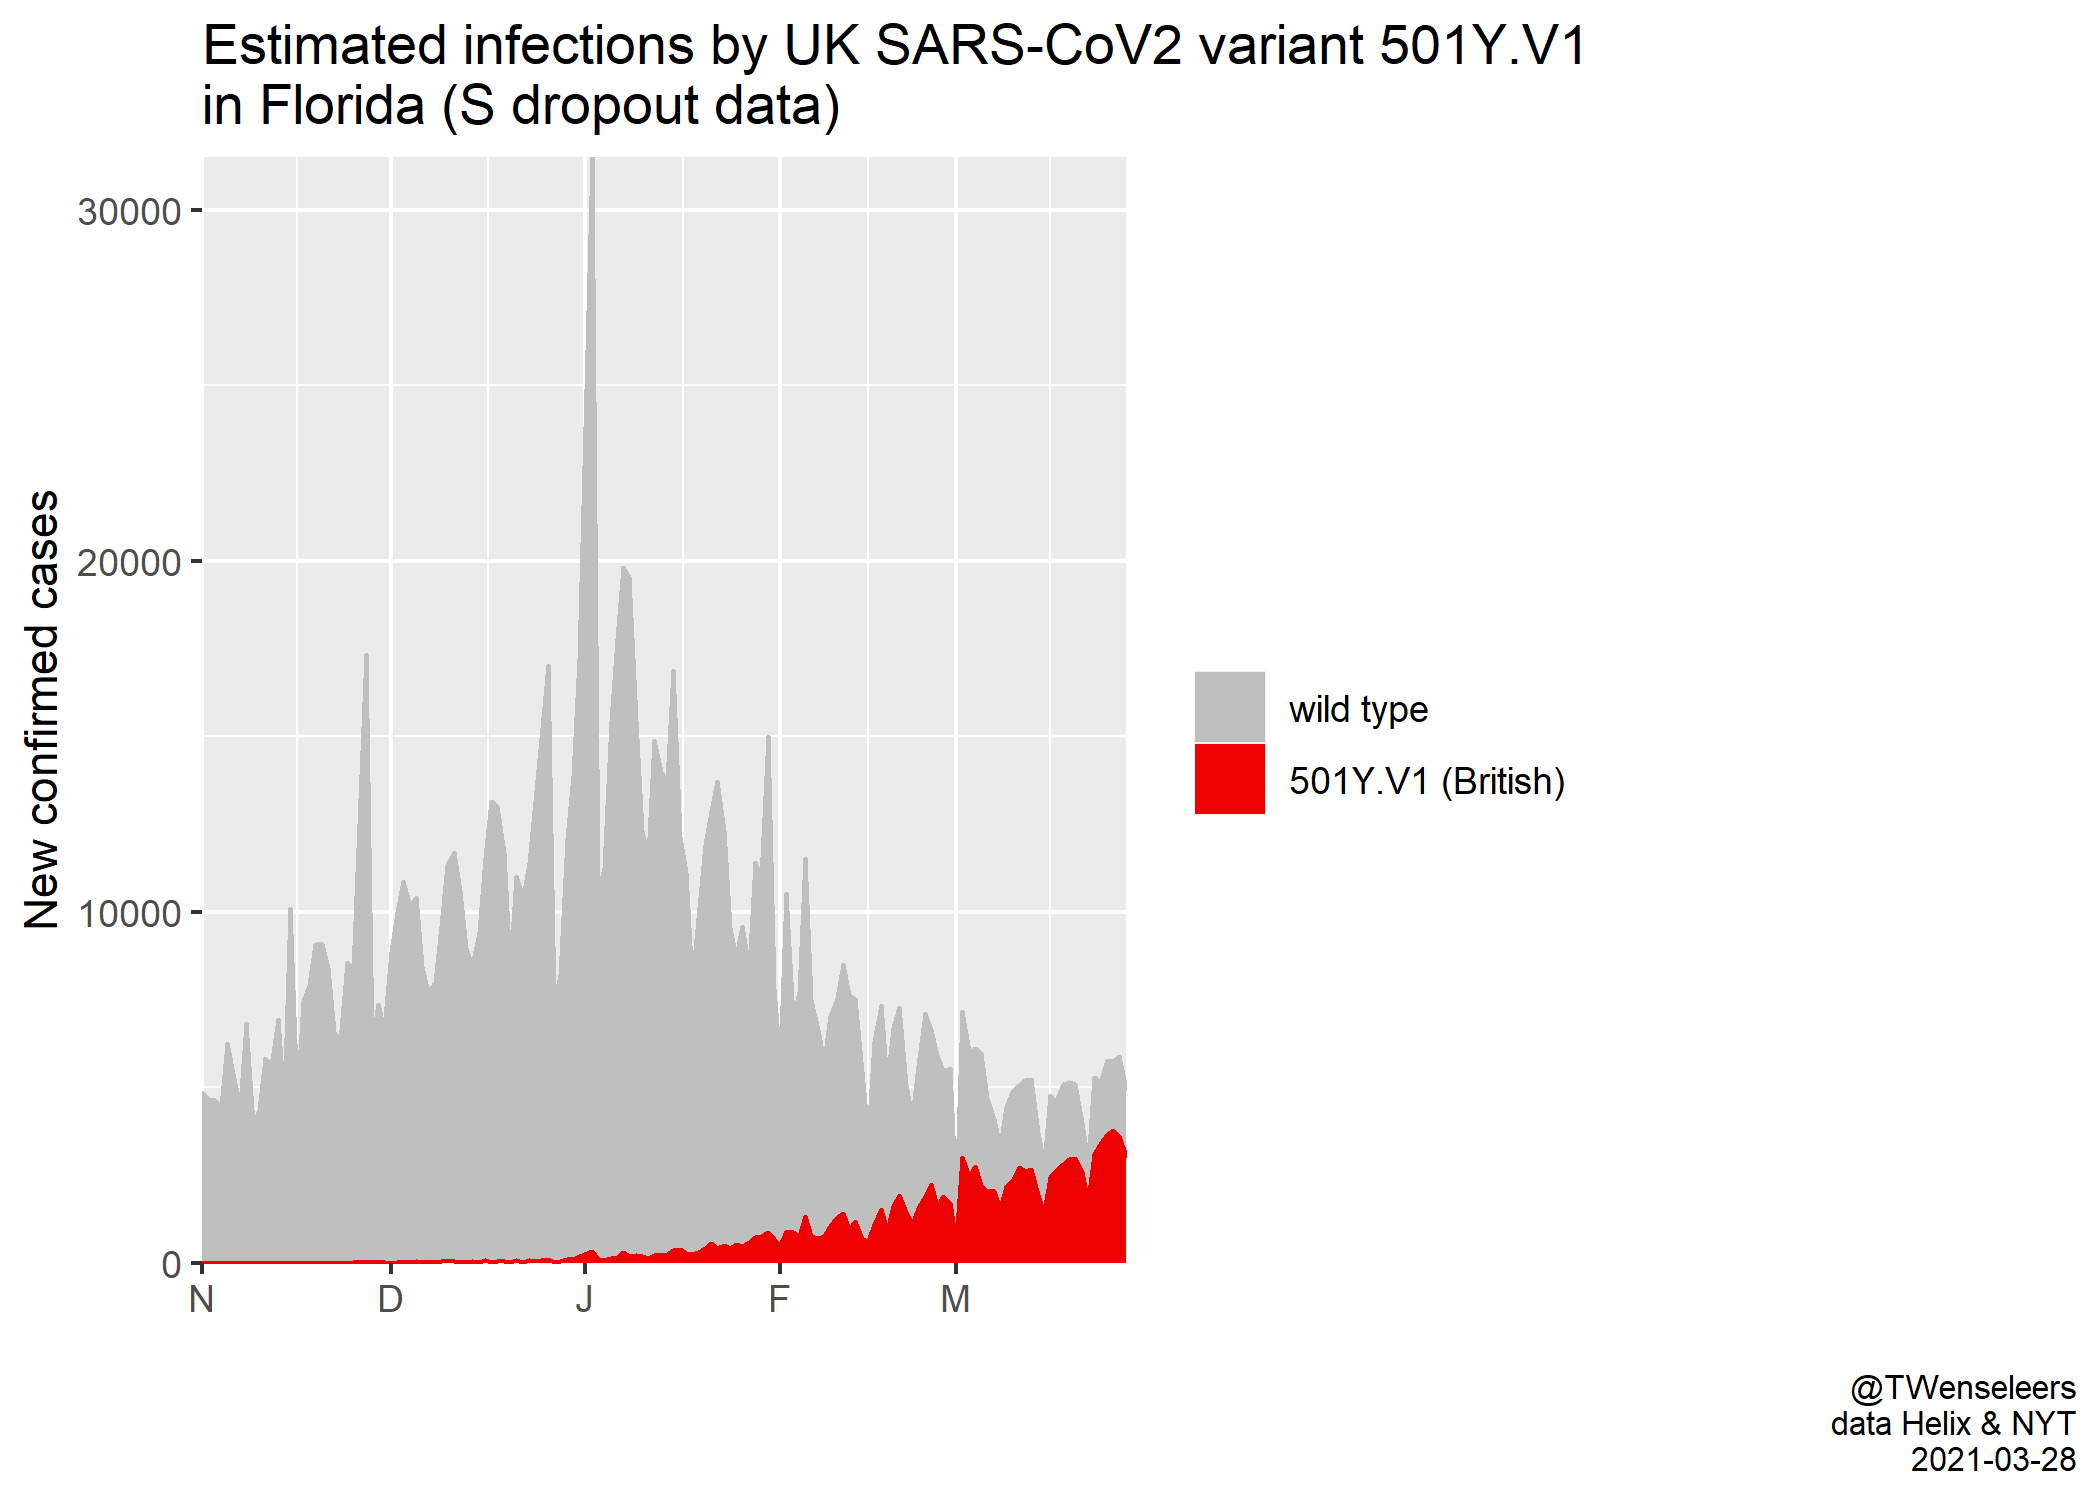 Estimated infections by UK SARS-CoV2 variant 501Y.V1
in Florida (S dropout data)
New confirmed cases
30000
20000
10000
0
N
D
J
F
M
wild type
501Y.V1 (British)
@TWenseleers
data Helix & NYT
2021-03-28